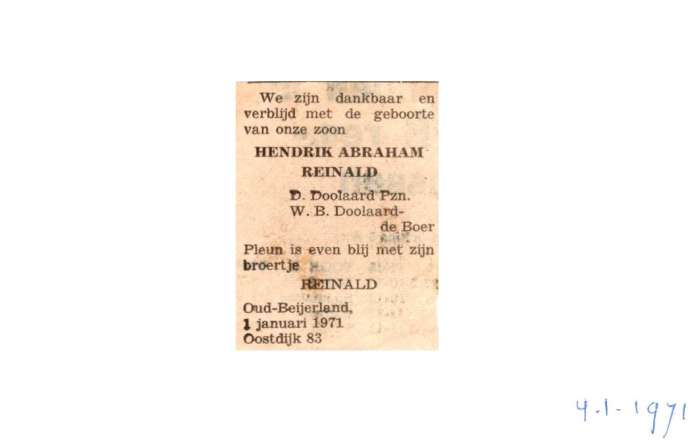 We zijn dankbaar en
verblijd met de geboorte
van onze zoon
HENDRIK ABRAHAM
REINALD
D. Doolaard Pzn.
W. B. Doolaard-
de Boer
Pleun is even blij met zijn
broertje
REINALD
Oud-Beijerland,
1 januari 1971
Oostdijk 83
4-1-1971